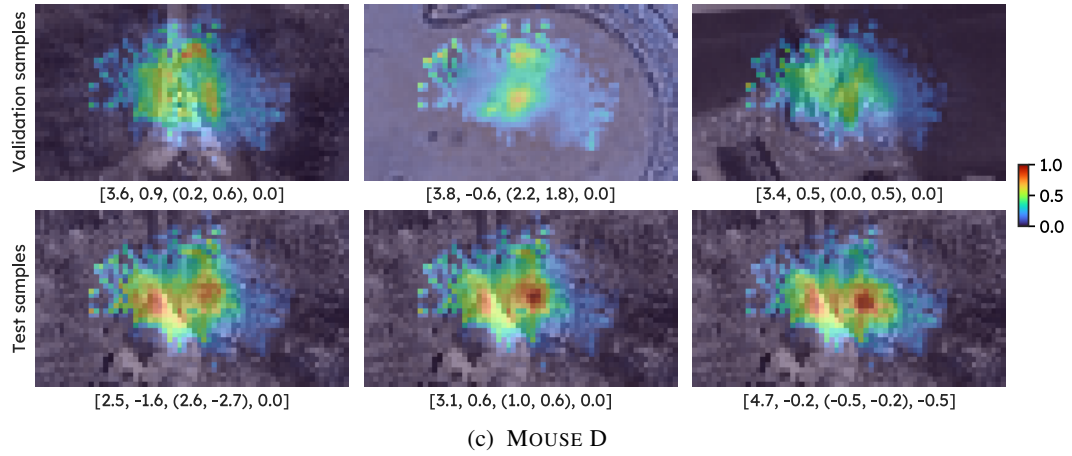 Validation samples
[3.6, 0.9, (0.2, 0.6), 0.0]
[3.8, -0.6, (2.2, 1.8), 0.0]
[3.4, 0.5, (0.0, 0.5), 0.0]
1.0
0.5
0.0
Test samples
[2.5, -1.6, (2.6, -2.7), 0.0]
[3.1, 0.6, (1.0, 0.6), 0.0]
[4.7, -0.2, (-0.5, -0.2), -0.5]
(c) MOUSE D